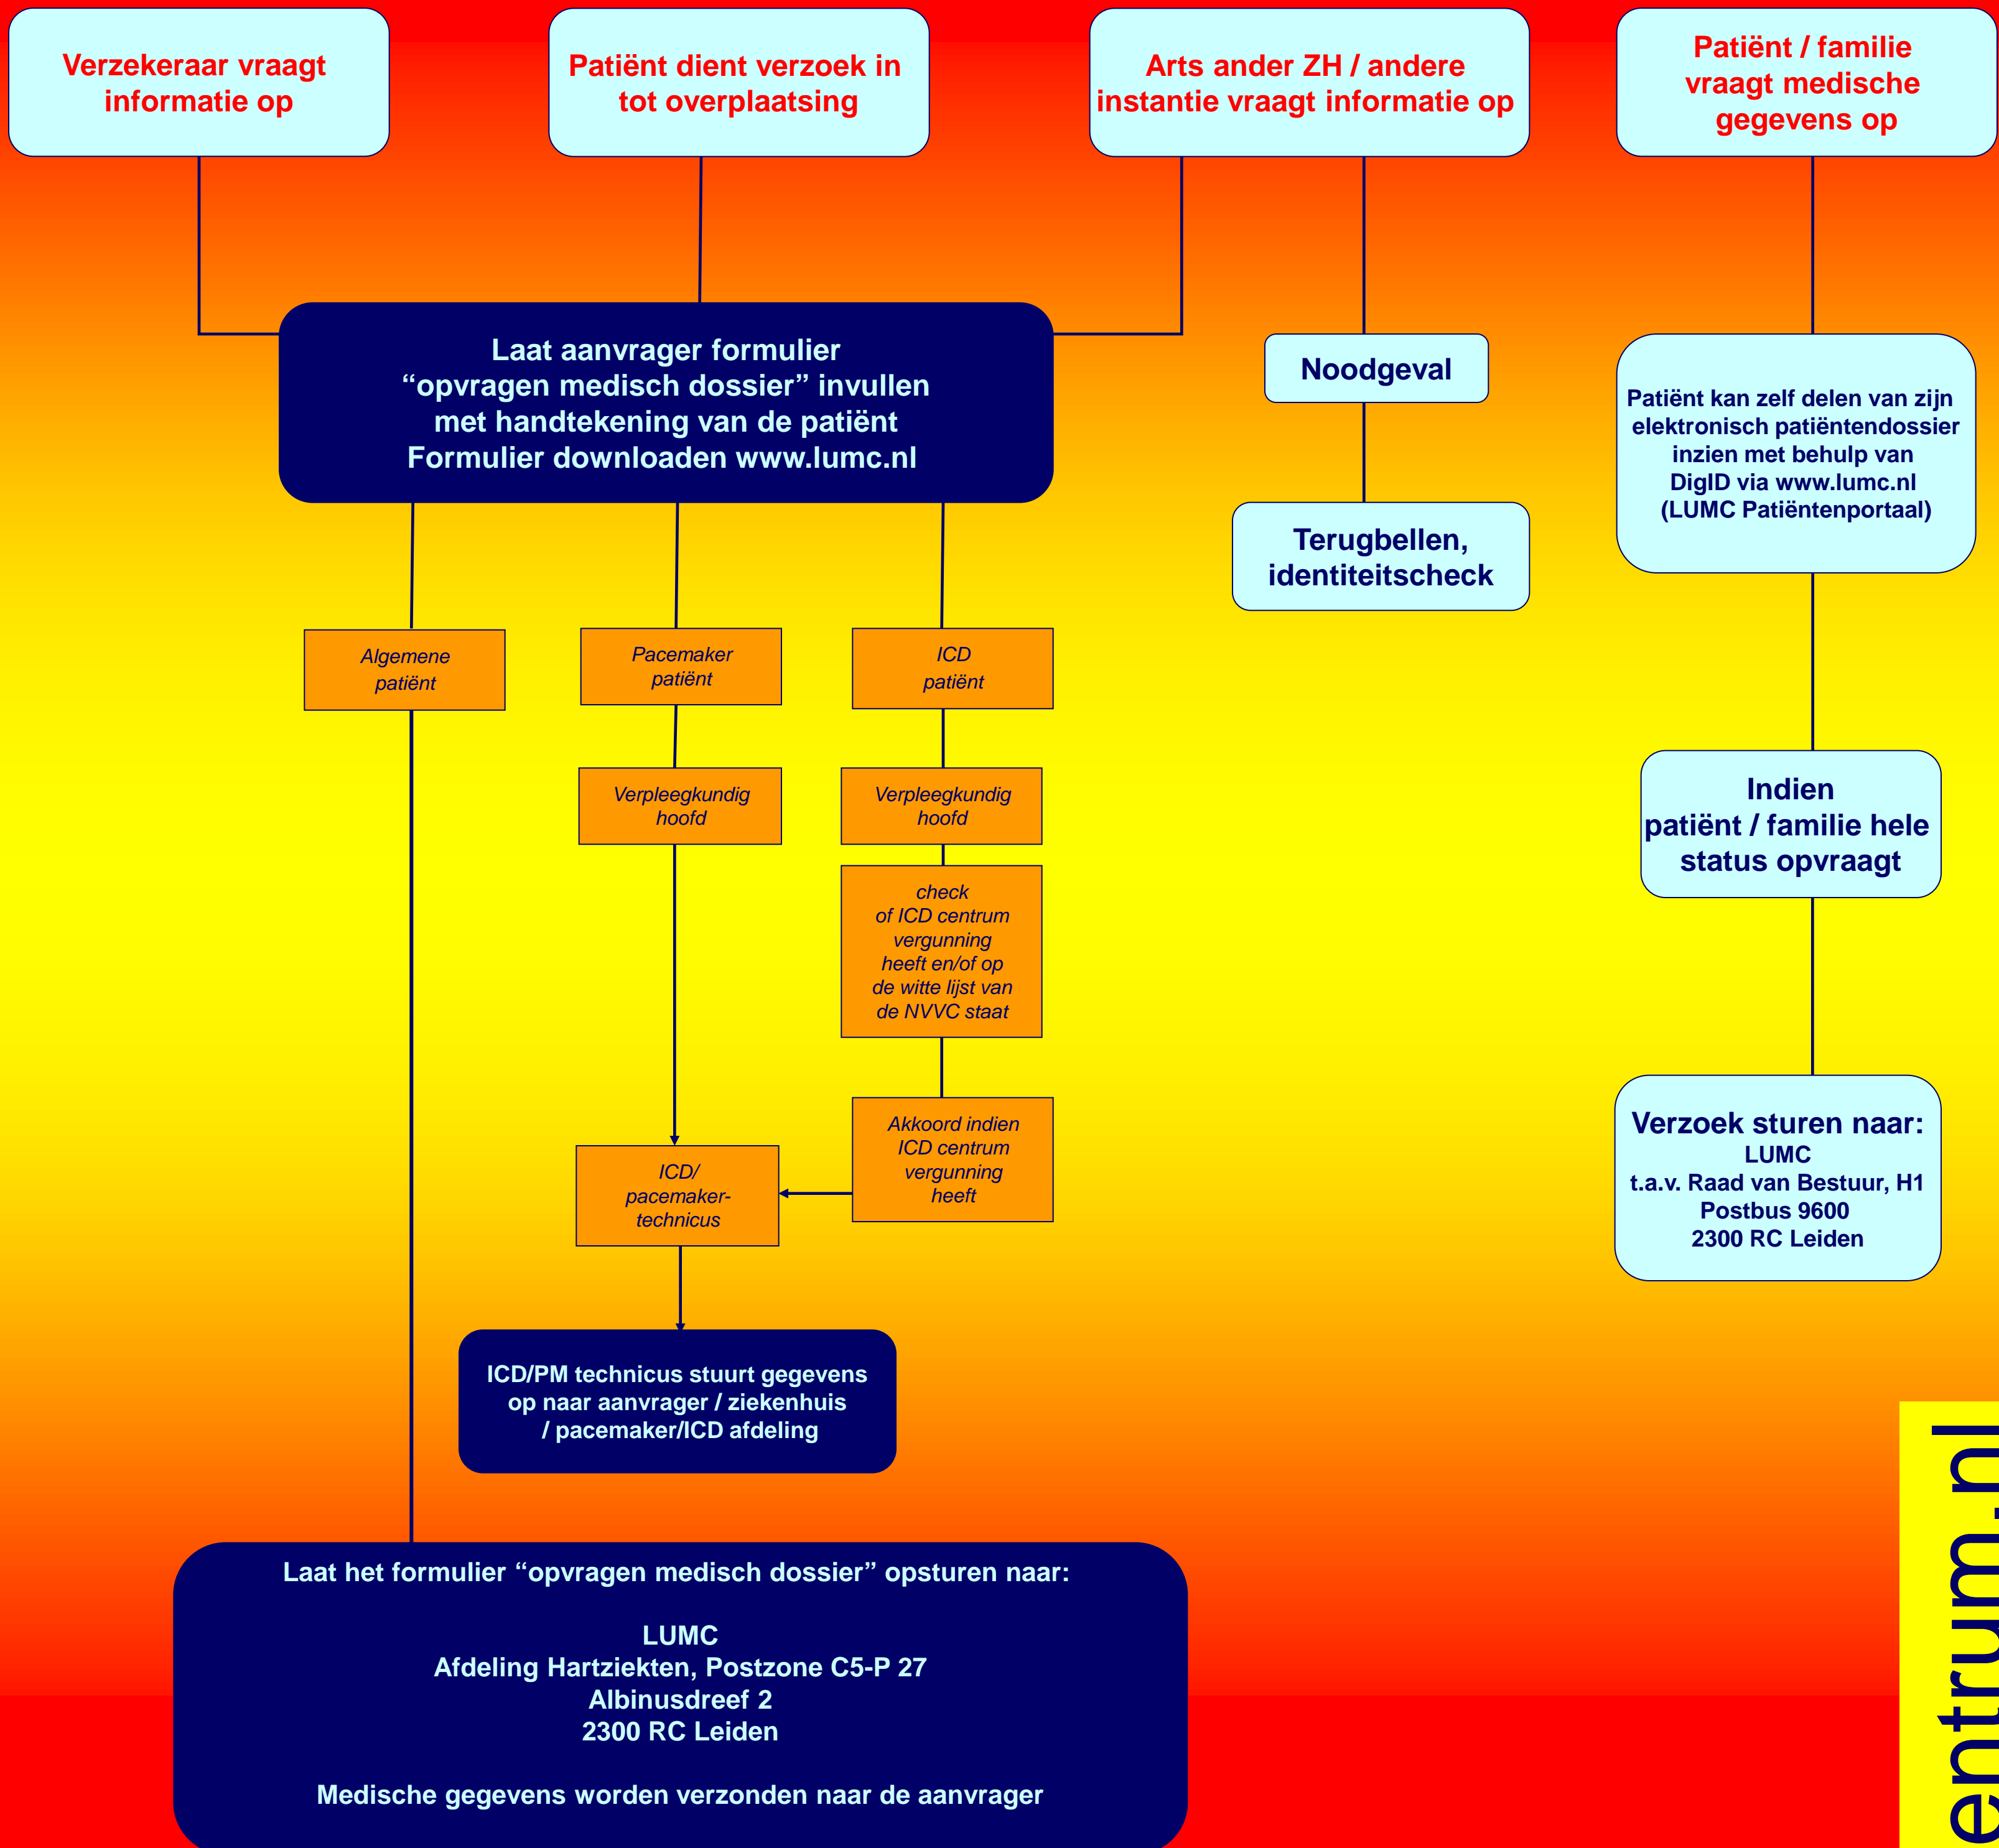 Verzekeraar vraagt
informatie op
Patiënt dient verzoek in
tot overplaatsing
Arts ander ZH / andere
instantie vraagt informatie op
Patiënt / familie
vraagt medische
gegevens op
Laat aanvrager formulier
“opvragen medisch dossier” invullen
met handtekening van de patiënt
Formulier downloaden www.lumc.nl
Noodgeval
Terugbellen,
identiteitscheck
Patiënt kan zelf delen van zijn
elektronisch patiëntendossier
inzien met behulp van
DigID via www.lumc.nl
(LUMC Patiëntenportaal)
Algemene
patiënt
Pacemaker
patiënt
ICD
patiënt
Verpleegkundig
hoofd
Verpleegkundig
hoofd
check
of ICD centrum
vergunning
heeft en/of op
de witte lijst van
de NVVC staat
Akkoord indien
ICD centrum
vergunning
heeft
ICD/
pacemaker-
technicus
ICD/PM technicus stuurt gegevens
op naar aanvrager / ziekenhuis
/ pacemaker/ICD afdeling
Indien
patiënt / familie hele
status opvraagt
Verzoek sturen naar:
LUMC
t.a.v. Raad van Bestuur, H1
Postbus 9600
2300 RC Leiden
Laat het formulier “opvragen medisch dossier” opsturen naar:
LUMC
Afdeling Hartziekten, Postzone C5-P 27
Albinusdreef 2
2300 RC Leiden
Medische gegevens worden verzonden naar de aanvrager
entrum.nl